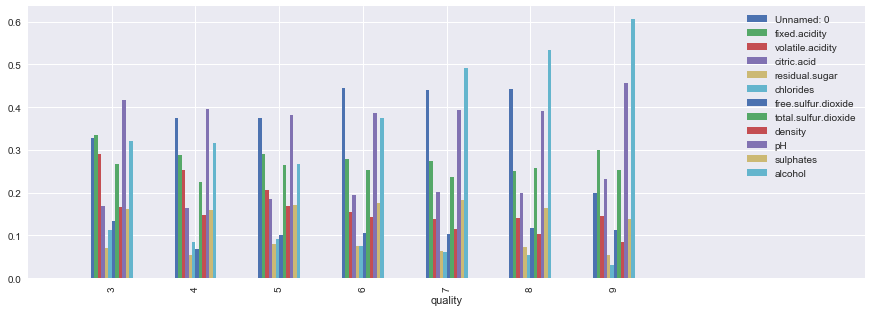 0.6
0.5
0.4
0.3
0.2
0.1
0.0
3
4
5
6
7
8
9
quality
Unnamed: 0
fixed.acidity
volatile.acidity
citric.acid
residual.sugar
chlorides
free.sulfur.dioxide
total.sulfur.dioxide
density
pH
sulphates
alcohol